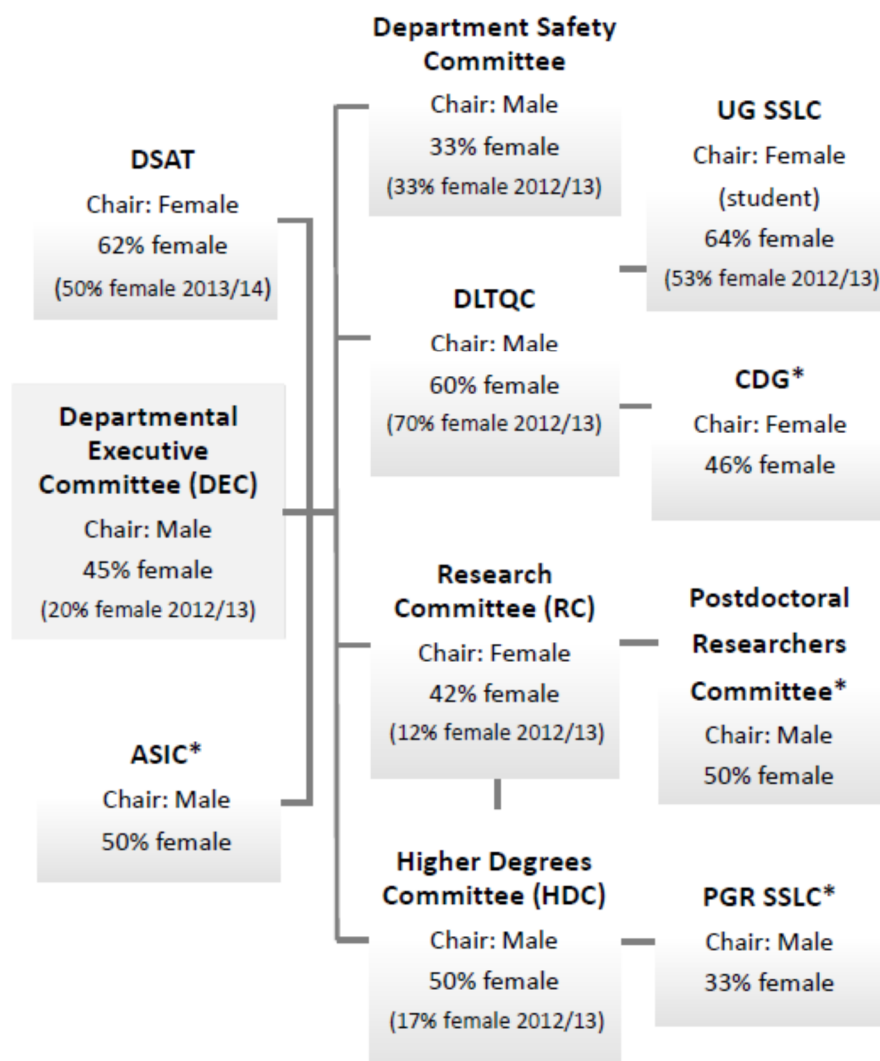 Department Safety
Committee
Chair: Male
33% female
(33% female 2012/13)
UG SSLC
Chair: Female
(student)
64% female
(53% female 2012/13)
DSAT
Chair: Female
62% female
(50% female 2013/14)
DLTQC
Chair: Male
60% female
(70% female 2012/13)
CDG*
Chair: Female
46% female
Departmental
Executive
Committee (DEC)
Chair: Male
45% female
(20% female 2012/13)
Research
Committee (RC)
Chair: Female
42% female
(12% female 2012/13)
Postdoctoral
Researchers
Committee*
Chair: Male
50% female
ASIC*
Chair: Male
50% female
Higher Degrees
Committee (HDC)
Chair: Male
50% female
(17% female 2012/13)
PGR SSLC*
Chair: Male
33% female